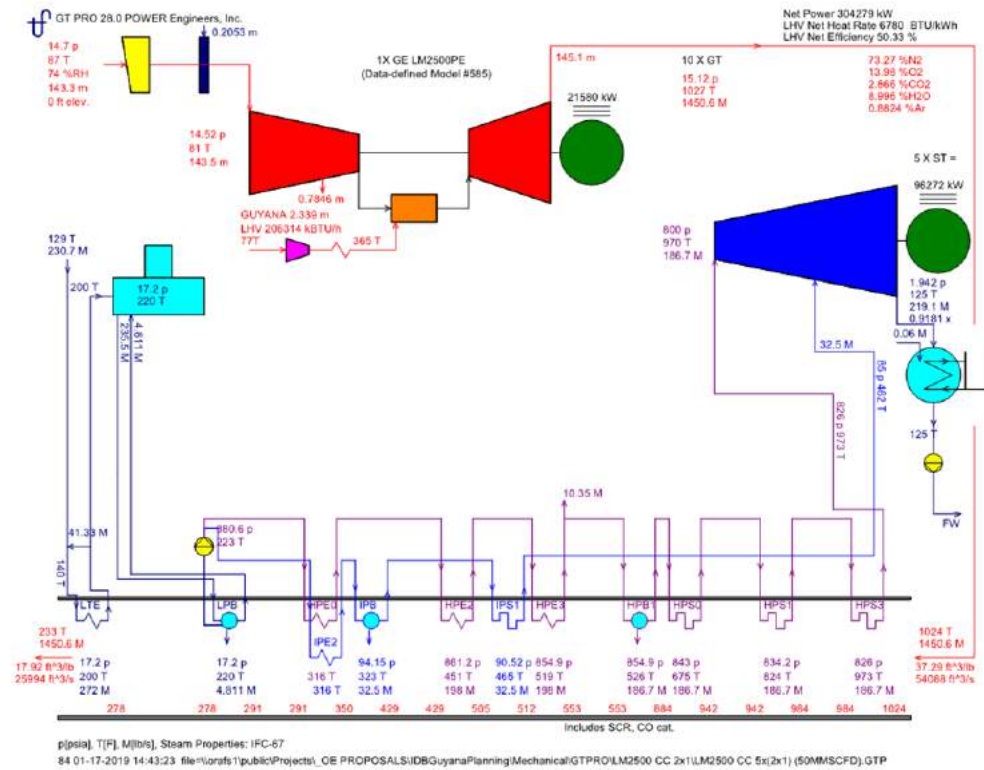 GT PRO 28.0 POWER Engineers, Inc.
0.2053 m
14.7 p
87 T
74 %RH
143.3 m
0 ft elev.
1X GE LM2500PE
(Data-defined Model #585)
14.52 p
81 T
143.5 m
0.7846 m
GUYANA 2.339 m
LHV 206314 kBTU/h
77T
365 T
21580 kW
145.1 m
10 X GT
15.12 p
1027 T
1450.6 M
Net Power 304279 kW
LHV Net Heat Rate 6780 BTU/kWh
LHV Net Efficiency 50.33 %
73.27 %N2
13.98 %O2
2.866 %CO2
8.996 %H2O
0.8824 %Ar
5 X ST =
96272 kW
800 p
970 T
186.7 M
1.942 p
125 T
219.1 M
0.9181 x
0.06 M
32.5 M
85 p 462 T
826 p 973 T
125 T
FW
129 T
230.7 M
200 T
17.2 p
220 T
235.5 M
4.811 M
41.33 M
140 T
880.6 p
223 T
10.35 M
LTE
LPB
HPE0
IPE2
IPB
HPE2
IPS1
HPE3
HPB1
HPS0
HPS1
HPS3
233 T
1450.6 M
17.92 ft^3/lb
25994 ft^3/s
17.2 p
200 T
272 M
17.2 p
220 T
4.811 M
316 T
316 T
94.15 p
323 T
32.5 M
861.2 p
451 T
198 M
90.52 p
465 T
32.5 M
854.9 p
519 T
198 M
854.9 p
526 T
186.7 M
843 p
675 T
186.7 M
834.2 p
824 T
186.7 M
826 p
973 T
186.7 M
1024 T
1450.6 M
37.29 ft^3/lb
54088 ft^3/s
278 278 291 291 350 429 429 505 512 553 553 884 942 942 984 984 1024
Includes SCR, CO cat.
p[psia], T[F], M[lb/s], Steam Properties: IFC-67
84 01-17-2019 14:43:23 file=\\orafs1\public\Projects\_OE PROPOSALS\IDBGuyanaPlanning\Mechanical\GTPRO\LM2500 CC 2x1\LM2500 CC 5x(2x1) (50MMSCFD).GTP